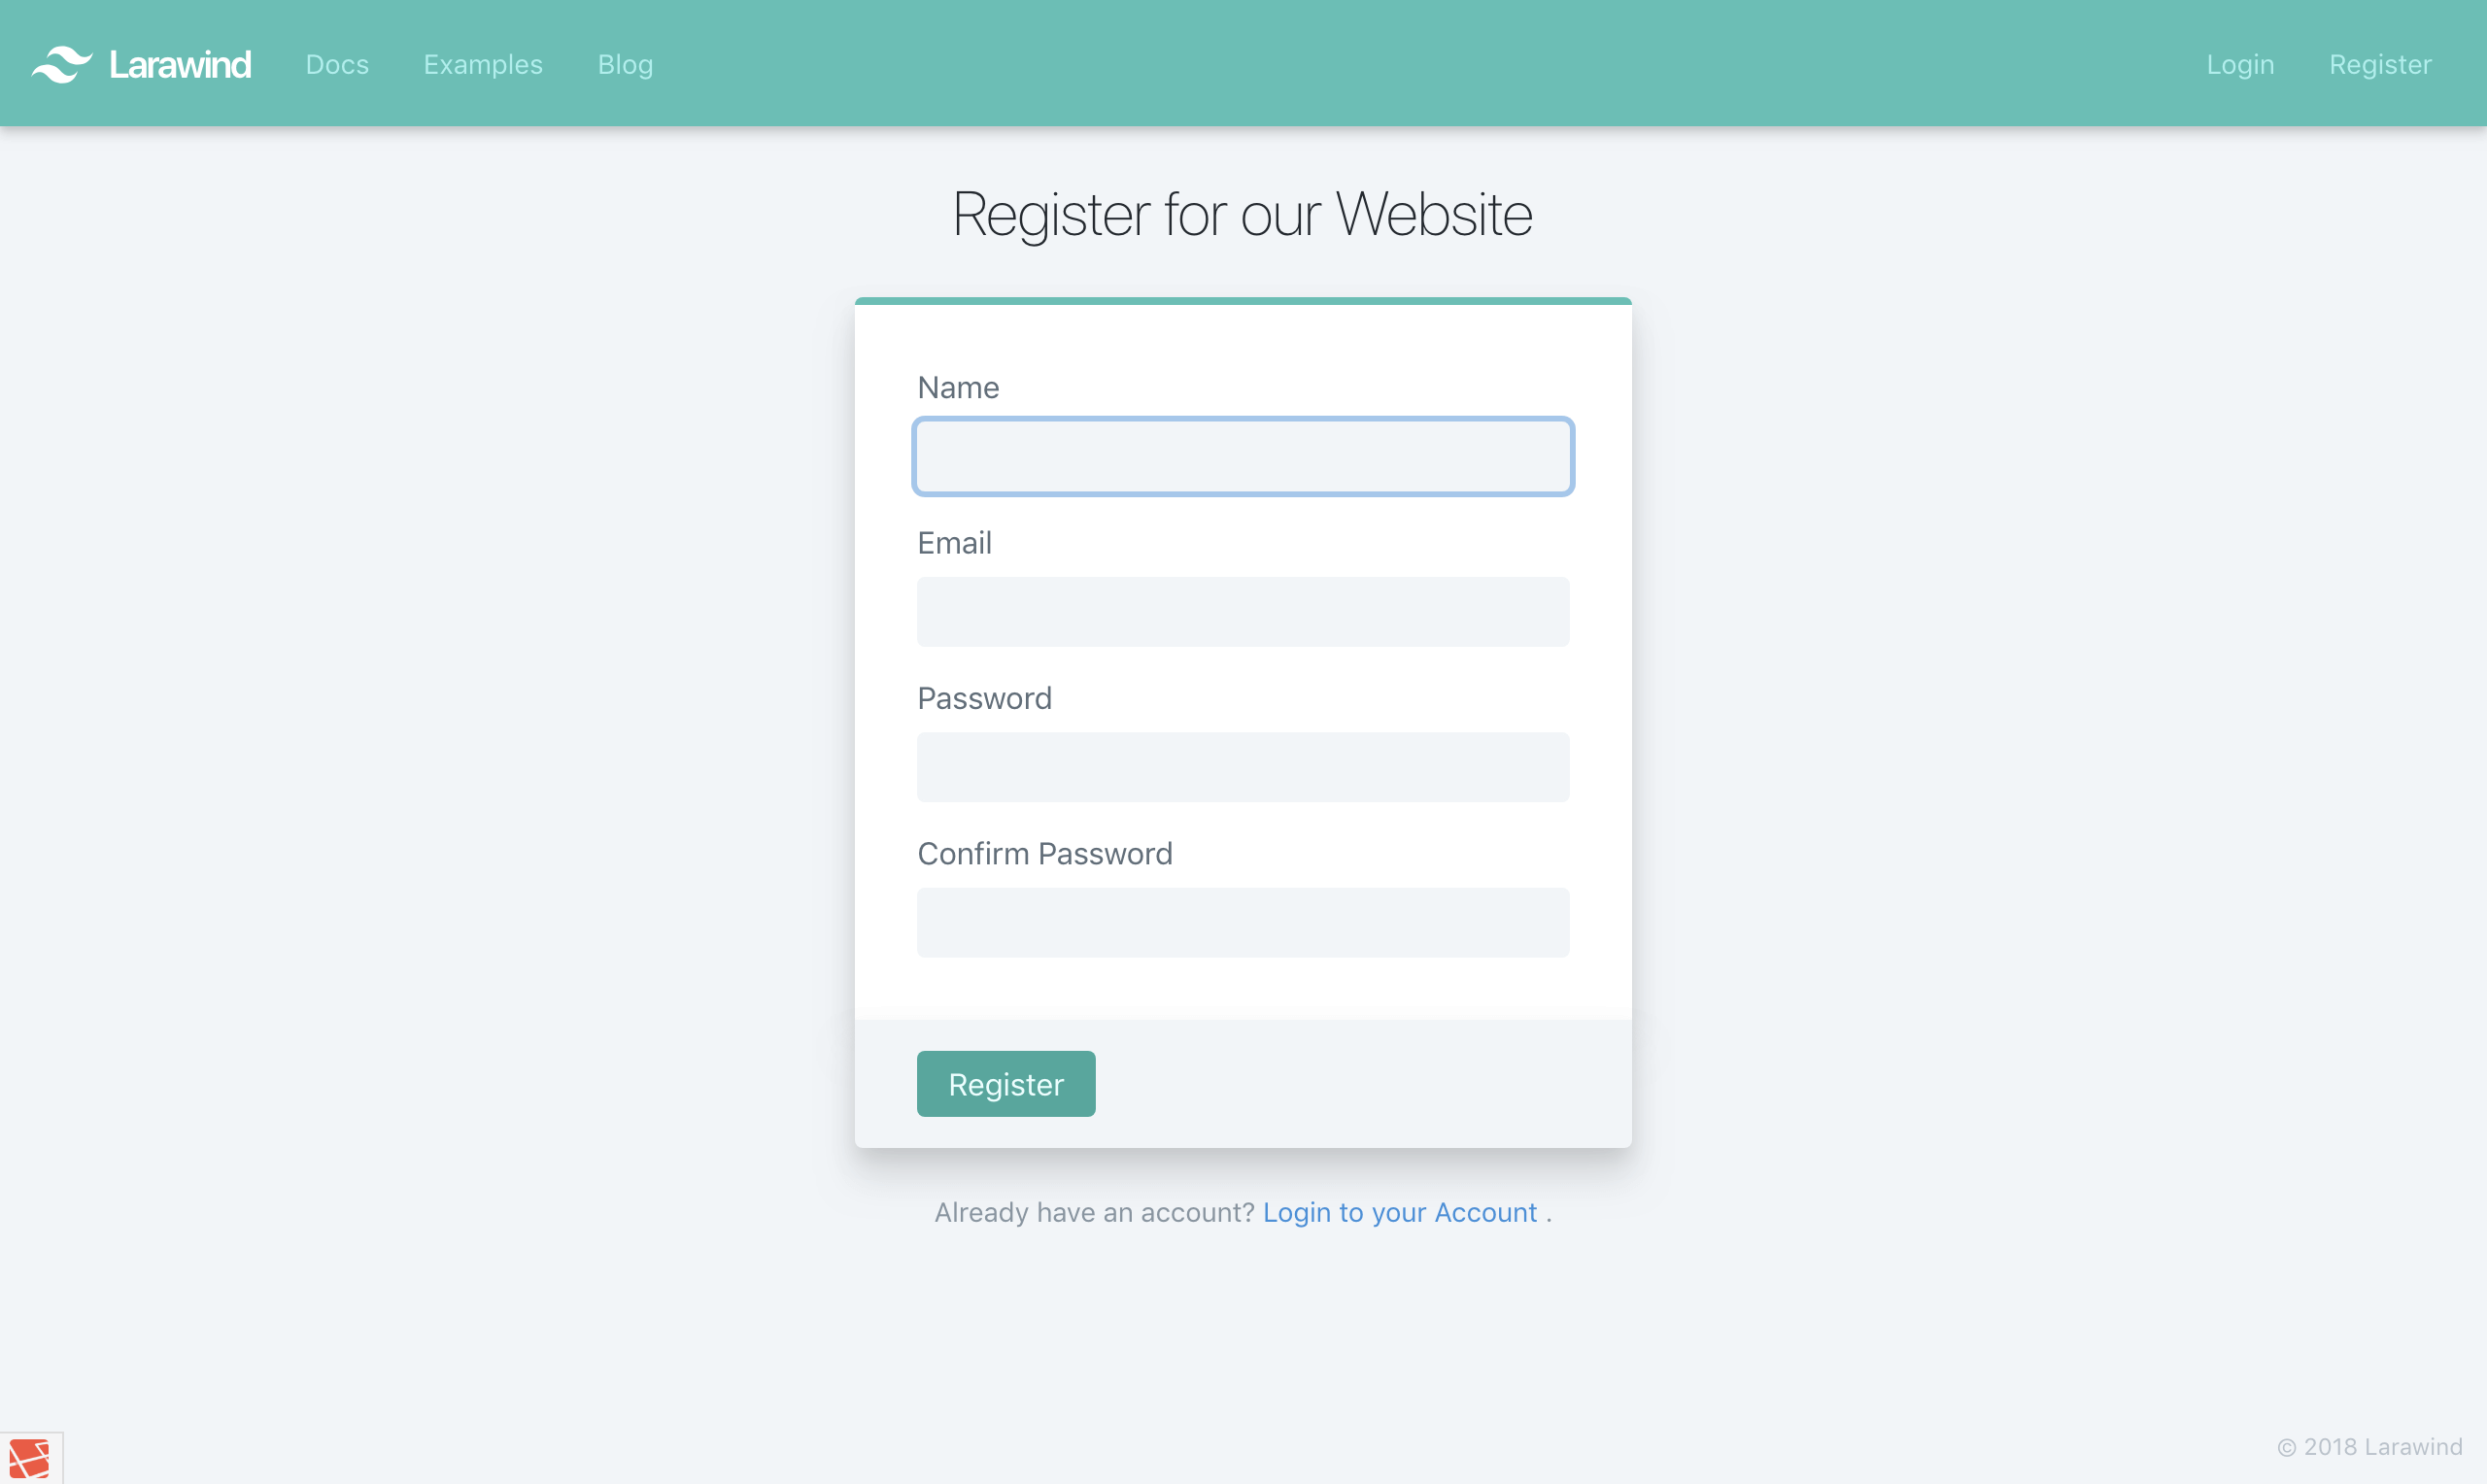 Larawind Docs Examples Blog Login Register
Register for our Website
Name
Email
Password
Confirm Password
Register
Already have an account? Login to your Account .
© 2018 Larawind